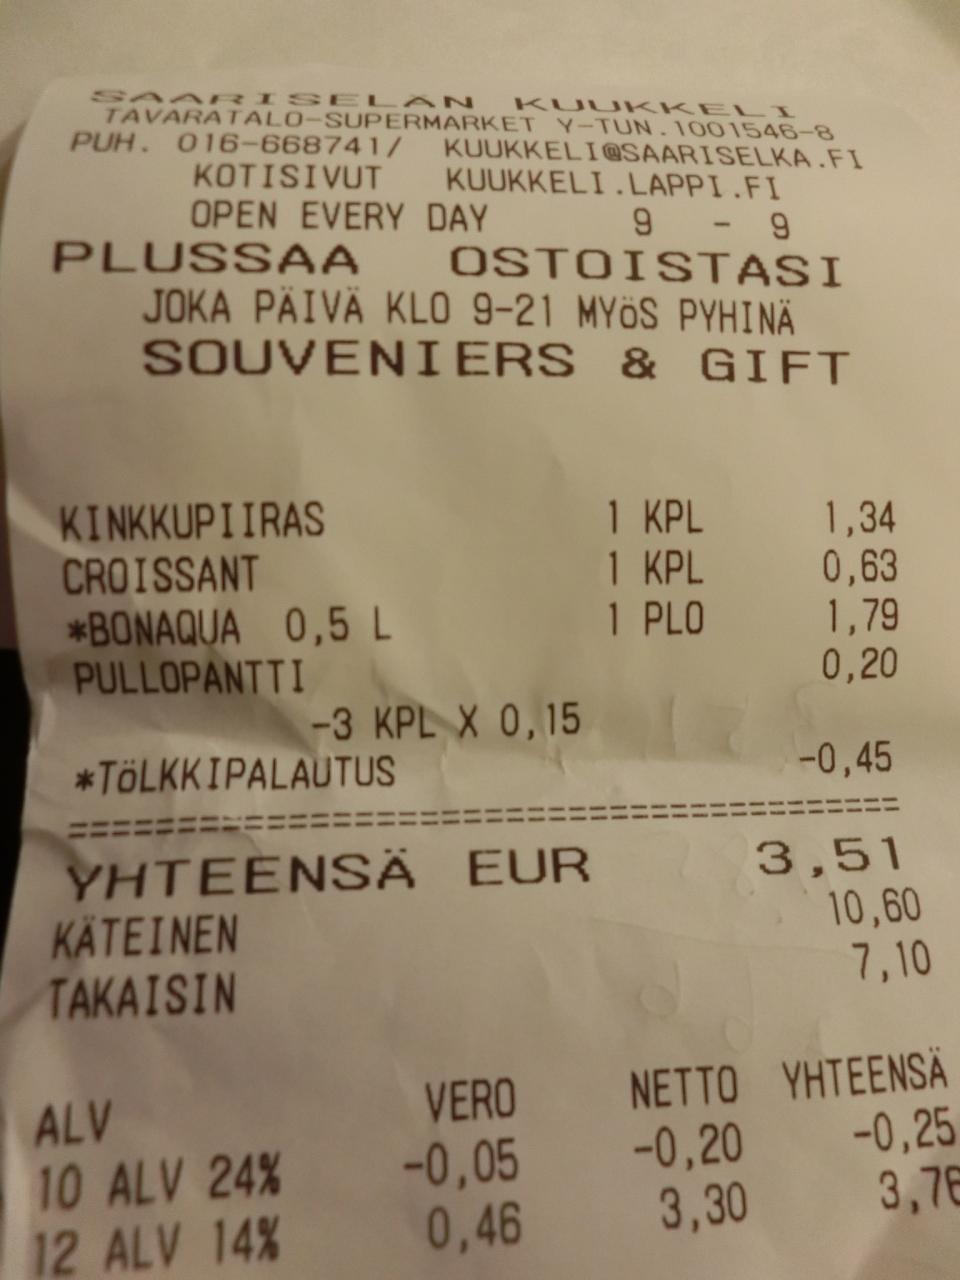 SAARISELÄN KUUKKELI
TAVARATALO-SUPERMARKET Y-TUN.1001546-8
PUH. 016-668741/ KUUKKELI@SAARISELKA.FI
KOTISIVUT KUUKKELI.LAPPI.FI
OPEN EVERY DAY 9 - 9
PLUSSAA OSTOISTASI
JOKA PÄIVÄ KLO 9-21 MYöS PYHINÄ
SOUVENIERS & GIFT
KINKKUPIIRAS 1 KPL 1,34
CROISSANT 1 KPL 0,63
*BONAQUA 0,5 L 1 PLO 1,79
PULLOPANTTI 0,20
-3 KPL X 0,15
*TöLKKIPALAUTUS -0,45
================================================
YHTEENSÄ EUR 3,51
KÄTEINEN 10,60
TAKAISIN 7,10
ALV VERO NETTO YHTEENSÄ
10 ALV 24% -0,05 -0,20 -0,25
12 ALV 14% 0,46 3,30 3,76